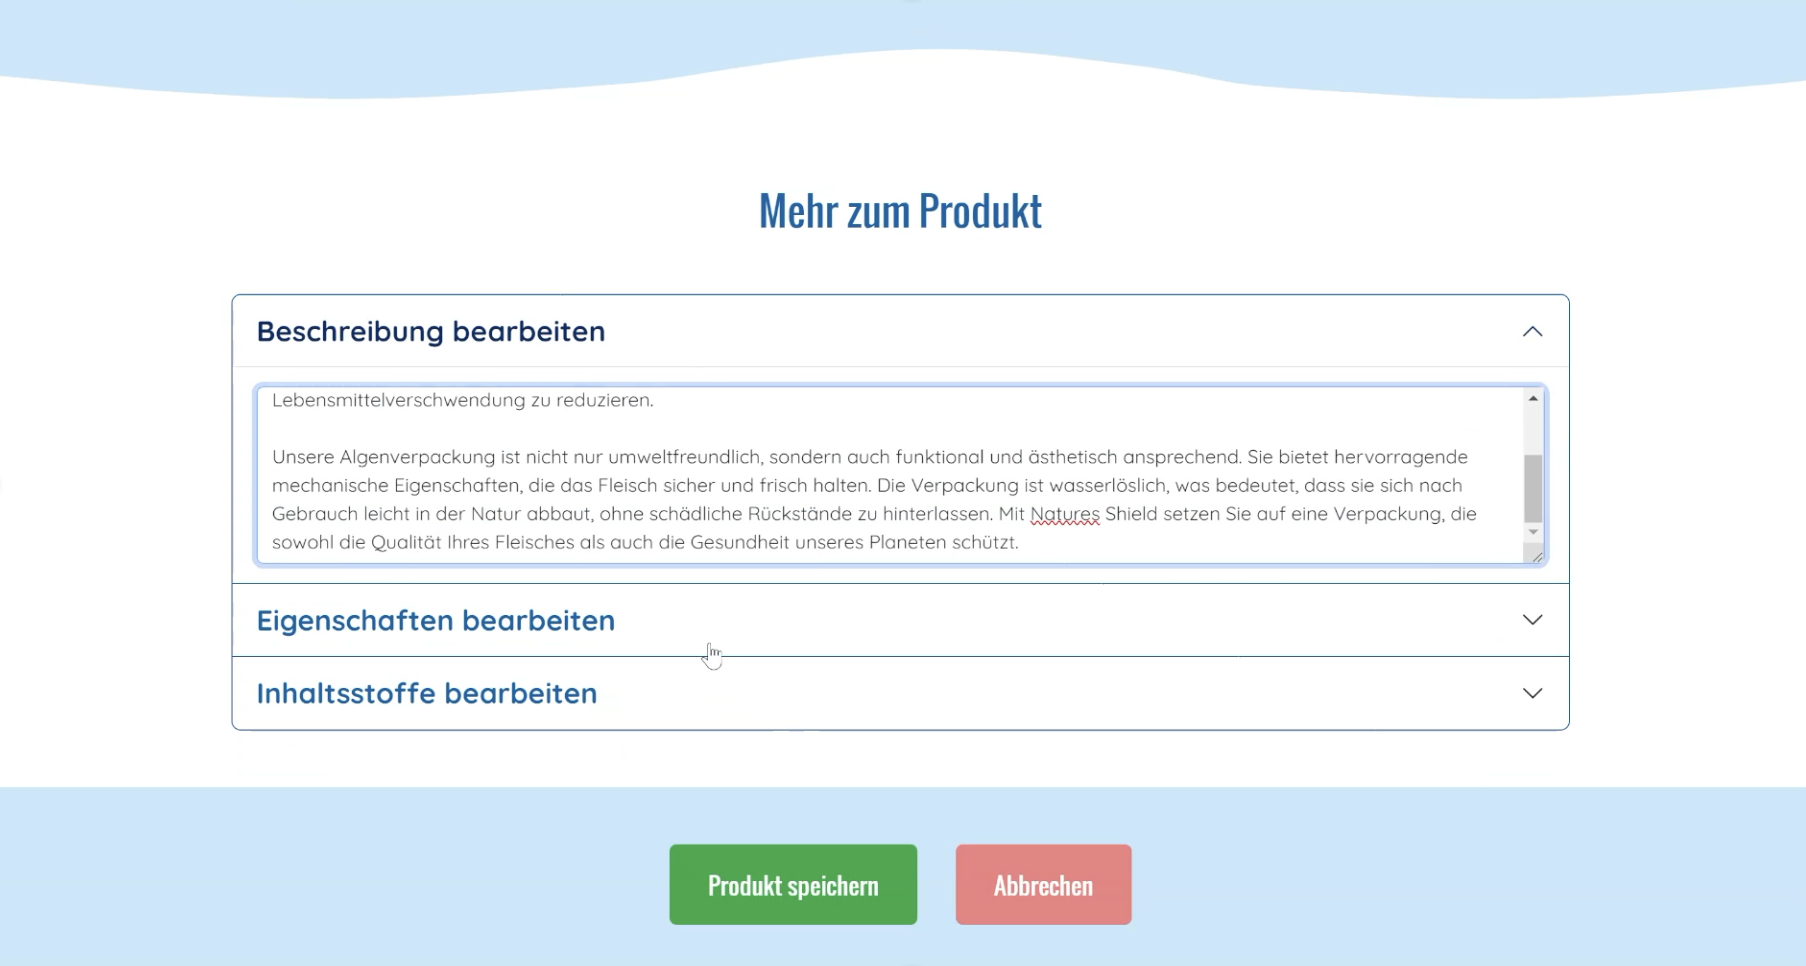 Mehr zum Produkt
Beschreibung bearbeiten
Lebensmittelverschwendung zu reduzieren.
Unsere Algenverpackung ist nicht nur umweltfreundlich, sondern auch funktional und ästhetisch ansprechend. Sie bietet hervorragende
mechanische Eigenschaften, die das Fleisch sicher und frisch halten. Die Verpackung ist wasserlöslich, was bedeutet, dass sie sich nach
Gebrauch leicht in der Natur abbaut, ohne schädliche Rückstände zu hinterlassen. Mit Natures Shield setzen Sie auf eine Verpackung, die
sowohl die Qualität Ihres Fleisches als auch die Gesundheit unseres Planeten schützt.
Eigenschaften bearbeiten
Inhaltsstoffe bearbeiten
Produkt speichern
Abbrechen